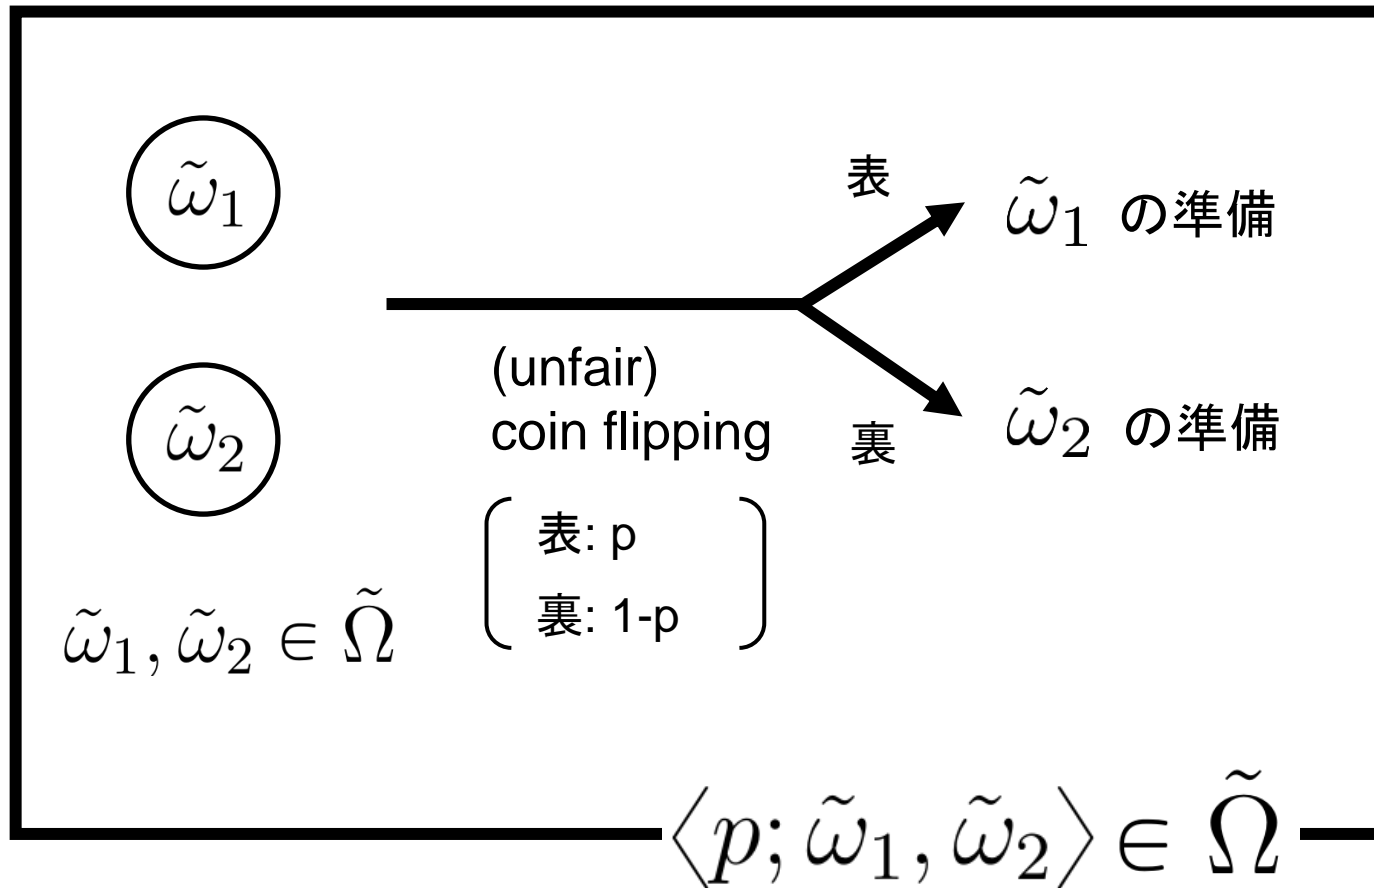 ω̃₁
表
ω̃₁ の準備
(unfair)
coin flipping
ω̃₂
裏
ω̃₂ の準備
表: p
裏: 1-p
ω̃₁, ω̃₂ ∈ Ω̃
⟨p; ω̃₁, ω̃₂⟩ ∈ Ω̃